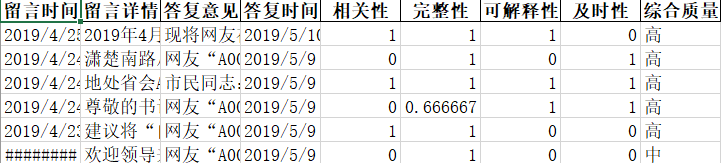 留言时间 留言详情 答复意见 答复时间 相关性 完整性 可解释性 及时性 综合质量
2019/4/25 2019年4月 现将网友 2019/5/10 1 1 1 0 高
2019/4/24 潇楚南路 网友“A00 2019/5/9 0 1 0 1 高
2019/4/24 地处省会A 市民同志: 2019/5/9 1 1 1 1 高
2019/4/24 尊敬的书 网友“A00 2019/5/9 0 0.666667 1 1 高
2019/4/23 建议将“ 网友“A00 2019/5/9 1 1 0 0 高
######## 欢迎领导 网友“A00 2019/5/9 0 1 0 0 中